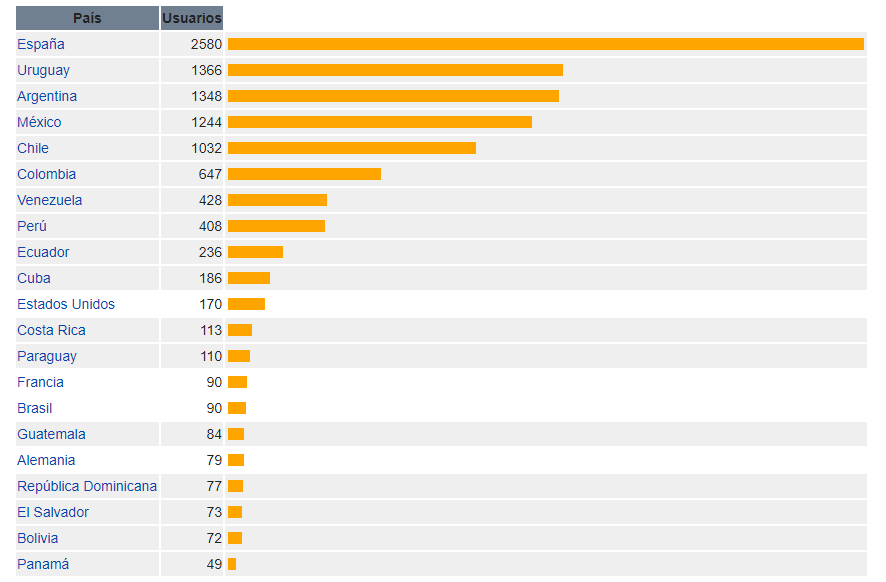 País Usuarios
España 2580
Uruguay 1366
Argentina 1348
México 1244
Chile 1032
Colombia 647
Venezuela 428
Perú 408
Ecuador 236
Cuba 186
Estados Unidos 170
Costa Rica 113
Paraguay 110
Francia 90
Brasil 90
Guatemala 84
Alemania 79
República Dominicana 77
El Salvador 73
Bolivia 72
Panamá 49